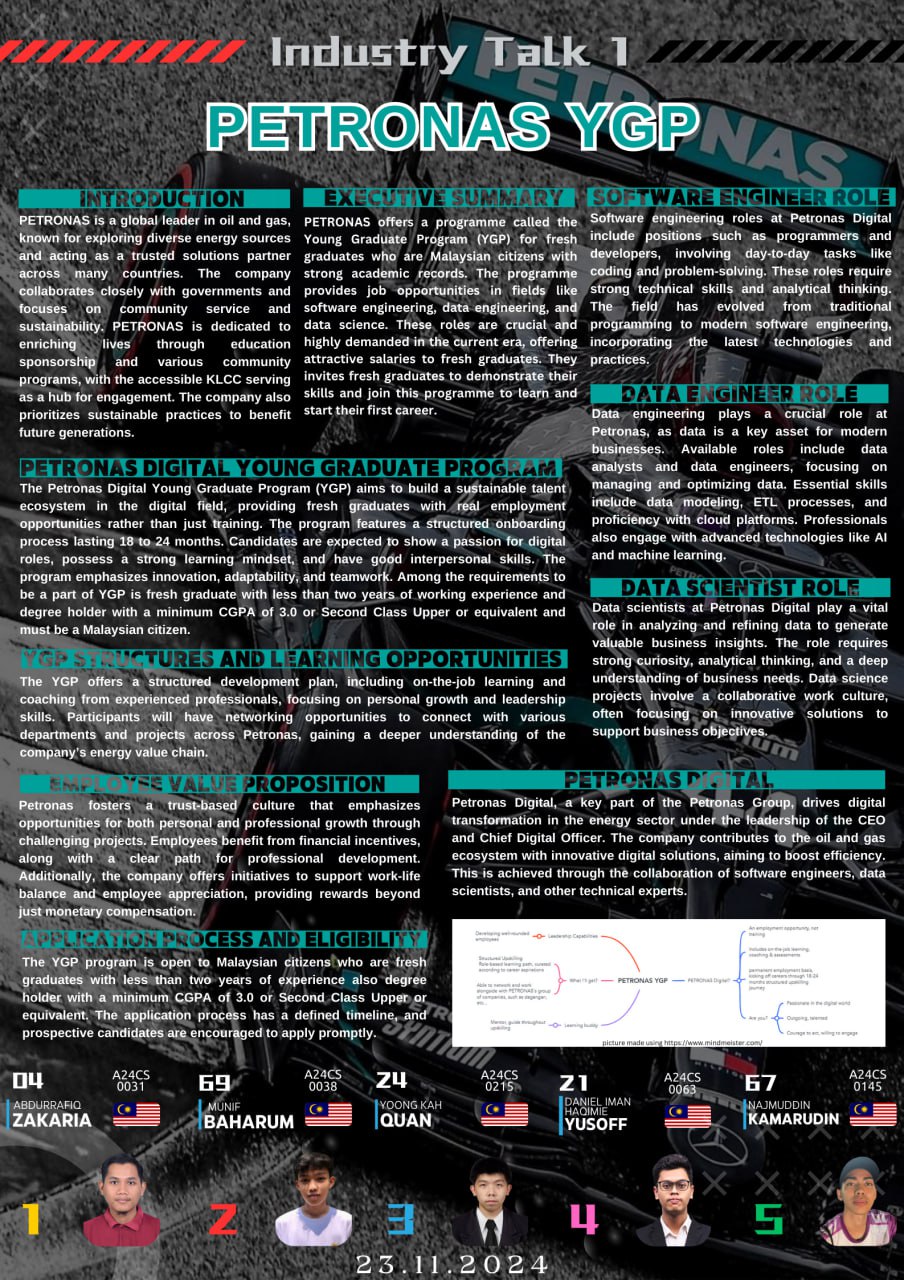 Industry Talk 1
PETRONAS YGP
INTRODUCTION
PETRONAS is a global leader in oil and gas,
known for exploring diverse energy sources
and acting as a trusted solutions partner
across many countries. The company
collaborates closely with governments and
focuses on community service and
sustainability. PETRONAS is dedicated to
enriching lives through education
sponsorship and various community
programs, with the accessible KLCC serving
as a hub for engagement. The company also
prioritizes sustainable practices to benefit
future generations.
EXECUTIVE SUMMARY
PETRONAS offers a programme called the
Young Graduate Program (YGP) for fresh
graduates who are Malaysian citizens with
strong academic records. The programme
provides job opportunities in fields like
software engineering, data engineering, and
data science. These roles are crucial and
highly demanded in the current era, offering
attractive salaries to fresh graduates. They
invites fresh graduates to demonstrate their
skills and join this programme to learn and
start their first career.
SOFTWARE ENGINEER ROLE
Software engineering roles at Petronas Digital
include positions such as programmers and
developers, involving day-to-day tasks like
coding and problem-solving. These roles require
strong technical skills and analytical thinking.
The field has evolved from traditional
programming to modern software engineering,
incorporating the latest technologies and
practices.
DATA ENGINEER ROLE
Data engineering plays a crucial role at
Petronas, as data is a key asset for modern
businesses. Available roles include data
analysts and data engineers, focusing on
managing and optimizing data. Essential skills
include data modeling, ETL processes, and
proficiency with cloud platforms. Professionals
also engage with advanced technologies like AI
and machine learning.
PETRONAS DIGITAL YOUNG GRADUATE PROGRAM
The Petronas Digital Young Graduate Program (YGP) aims to build a sustainable talent
ecosystem in the digital field, providing fresh graduates with real employment
opportunities rather than just training. The program features a structured onboarding
process lasting 18 to 24 months. Candidates are expected to show a passion for digital
roles, possess a strong learning mindset, and have good interpersonal skills. The
program emphasizes innovation, adaptability, and teamwork. Among the requirements to
be a part of YGP is fresh graduate with less than two years of working experience and
degree holder with a minimum CGPA of 3.0 or Second Class Upper or equivalent and
must be a Malaysian citizen.
DATA SCIENTIST ROLE
Data scientists at Petronas Digital play a vital
role in analyzing and refining data to generate
valuable business insights. The role requires
strong curiosity, analytical thinking, and a deep
understanding of business needs. Data science
projects involve a collaborative work culture,
often focusing on innovative solutions to
support business objectives.
YGP STRUCTURES AND LEARNING OPPORTUNITIES
The YGP offers a structured development plan, including on-the-job learning and
coaching from experienced professionals, focusing on personal growth and leadership
skills. Participants will have networking opportunities to connect with various
departments and projects across Petronas, gaining a deeper understanding of the
company's energy value chain.
EMPLOYEE VALUE PROPOSITION
Petronas fosters a trust-based culture that emphasizes
opportunities for both personal and professional growth through
challenging projects. Employees benefit from financial incentives,
along with a clear path for professional development.
Additionally, the company offers initiatives to support work-life
balance and employee appreciation, providing rewards beyond
just monetary compensation.
PETRONAS DIGITAL
Petronas Digital, a key part of the Petronas Group, drives digital
transformation in the energy sector under the leadership of the CEO
and Chief Digital Officer. The company contributes to the oil and gas
ecosystem with innovative digital solutions, aiming to boost efficiency.
This is achieved through the collaboration of software engineers, data
scientists, and other technical experts.
APPLICATION PROCESS AND ELIGIBILITY
The YGP program is open to Malaysian citizens who are fresh
graduates with less than two years of experience also degree
holder with a minimum CGPA of 3.0 or Second Class Upper or
equivalent. The application process has a defined timeline, and
prospective candidates are encouraged to apply promptly.
Developing well-rounded
employees
Leadership Capabilities
Structured Upskilling
Role-based learning path, curated
according to career aspirations
Able to network and work
alongside with PETRONAS's group
of companies, such as dagangan,
etc...
What I'll get?
Mentor, guide throughout
upskilling
Learning buddy
PETRONAS YGP
PETRONAS Digital?
An employment opportunity, not
training
Includes on-the-job learning,
coaching & assessments
permanent employment basis,
kicking off careers through 18-24
months structured upskilling
journey
Are you?
Passionate in the digital world
Outgoing, talented
Courage to act, willing to engage
picture made using https://www.mindmeister.com/
04
A24CS
0031
ABDURRAFIQ
ZAKARIA
69
A24CS
0038
MUNIF
BAHARUM
24
A24CS
0215
YOONG KAH
QUAN
21
A24CS
0063
DANIEL IMAN
HAQIMIE
YUSOFF
67
A24CS
0145
NAJMUDDIN
KAMARUDIN
1
2
3
4
5
23.11.2024
PETRONAS